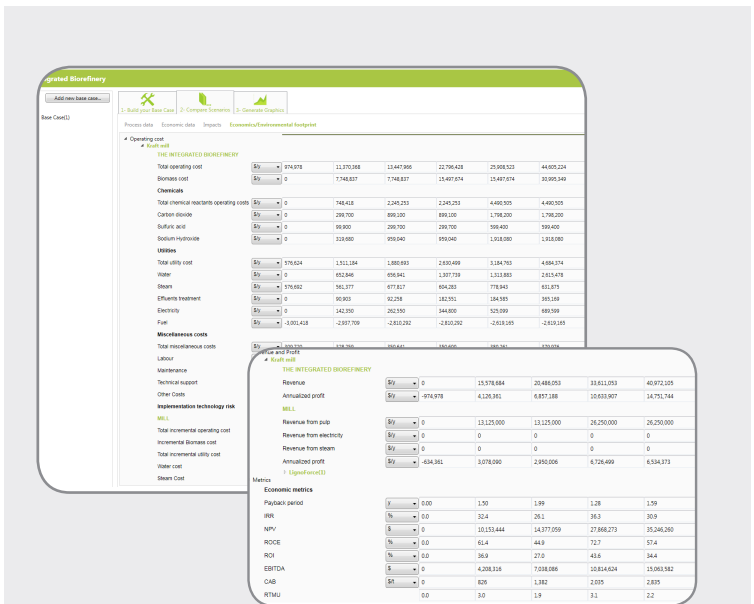 egrated Biorefinery
Add new base case...
Base Case(1)
1- Build your Base Case 2- Compare Scenarios 3- Generate Graphics
Process data Economic data Impacts Economics/Environmental footprint
Operating cost
Kraft mill
THE INTEGRATED BIOREFINERY
Total operating cost $/y 974,978 11,370,368 13,447,966 22,796,428 25,908,523 44,605,224
Biomass cost $/y 0 7,748,837 7,748,837 15,497,674 15,497,674 30,995,349
Chemicals
Total chemical reactants operating costs $/y 0 748,418 2,245,253 2,245,253 4,490,505 4,490,505
Carbon dioxide $/y 0 299,700 899,100 899,100 1,798,200 1,798,200
Sulfuric acid $/y 0 99,900 299,700 299,700 599,400 599,400
Sodium Hydroxide $/y 0 319,680 959,040 959,040 1,918,080 1,918,080
Utilities
Total utility cost $/y 576,624 1,511,184 1,880,693 2,630,499 3,184,763 4,684,374
Water $/y 0 652,846 656,941 1,307,739 1,313,883 2,615,478
Steam $/y 576,692 561,377 677,817 604,283 778,943 631,875
Effluents treatment $/y 0 90,903 92,258 182,551 184,585 365,169
Electricity $/y 0 142,350 262,550 344,800 525,099 689,599
Fuel $/y -3,001,418 -2,937,709 -2,810,292 -2,810,292 -2,619,165 -2,619,165
Miscellaneous costs
Total miscellaneous costs $/y
Labour
Maintenance
Technical support
Other Costs
Implementation technology risk
MILL
Total incremental operating cost
Incremental Biomass cost
Total incremental utility cost
Water cost
Steam Cost
enue and Profit
Kraft mill
THE INTEGRATED BIOREFINERY
Revenue $/y 0 15,578,684 20,486,053 33,611,053 40,972,105
Annualized profit $/y -974,978 4,126,361 6,857,188 10,633,907 14,751,744
MILL
Revenue from pulp $/y 0 13,125,000 13,125,000 26,250,000 26,250,000
Revenue from electricity $/y 0 0 0 0 0
Revenue from steam $/y 0 0 0 0 0
Annualized profit $/y -634,361 3,078,090 2,950,006 6,726,499 6,534,373
LignoForce(1)
Metrics
Economic metrics
Payback period y 0.00 1.50 1.99 1.28 1.59
IRR % 0.0 32.4 26.1 36.3 30.9
NPV $ 0 10,153,444 14,377,059 27,868,273 35,246,260
ROCE % 0.0 61.4 44.9 72.7 57.4
ROI % 0.0 36.9 27.0 43.6 34.4
EBITDA $ 0 4,208,316 7,038,086 10,814,624 15,063,582
CAB $/t 0 826 1,382 2,035 2,835
RTMU 0.0 3.0 1.9 3.1 2.2